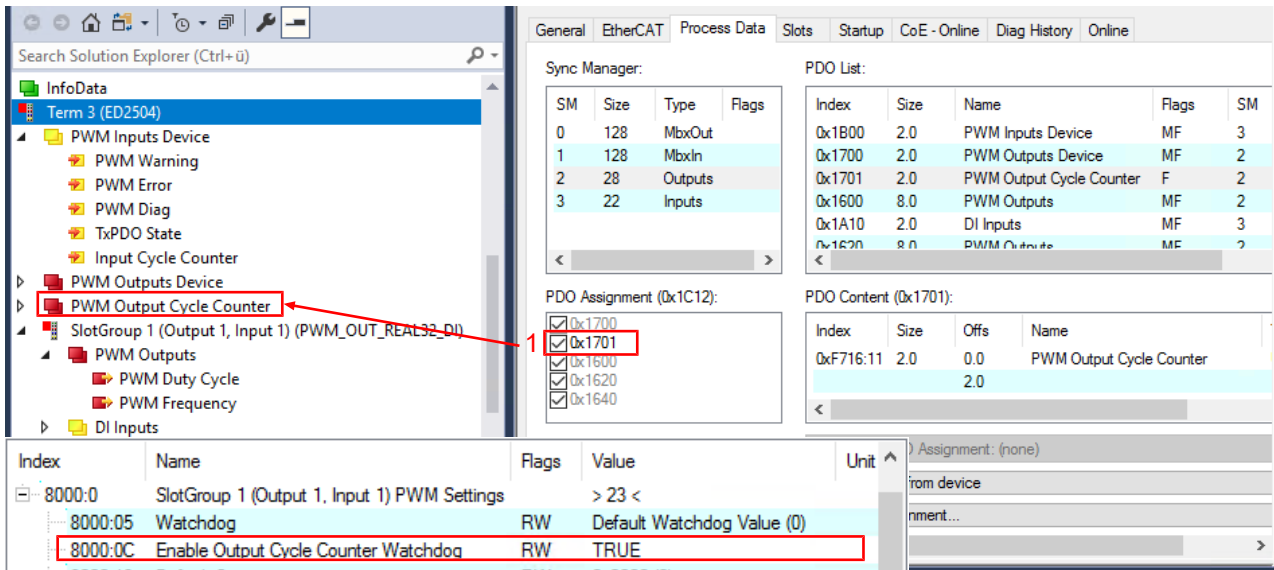 Search Solution Explorer (Ctrl+ü)
InfoData
Term 3 (ED2504)
PWM Inputs Device
PWM Warning
PWM Error
PWM Diag
TxPDO State
Input Cycle Counter
PWM Outputs Device
PWM Output Cycle Counter
SlotGroup 1 (Output 1, Input 1) (PWM_OUT_REAL32_DI)
PWM Outputs
PWM Duty Cycle
PWM Frequency
DI Inputs
General EtherCAT Process Data Slots Startup CoE - Online Diag History Online
Sync Manager:
SM Size Type Flags
0 128 MbxOut
1 128 MbxIn
2 28 Outputs
3 22 Inputs
PDO List:
Index Size Name Flags SM
0x1B00 2.0 PWM Inputs Device MF 3
0x1700 2.0 PWM Outputs Device MF 2
0x1701 2.0 PWM Output Cycle Counter F 2
0x1600 8.0 PWM Outputs MF 2
0x1A10 2.0 DI Inputs MF 3
0x1620 8.0 PWM Outputs MF 2
PDO Assignment (0x1C12):
0x1700
1 0x1701
0x1600
0x1620
0x1640
PDO Content (0x1701):
Index Size Offs Name
0xF716:11 2.0 0.0 PWM Output Cycle Counter
2.0
Assignment: (none)
from device
nment...
Index Name Flags Value Unit
8000:0 SlotGroup 1 (Output 1, Input 1) PWM Settings > 23 <
8000:05 Watchdog RW Default Watchdog Value (0)
8000:0C Enable Output Cycle Counter Watchdog RW TRUE